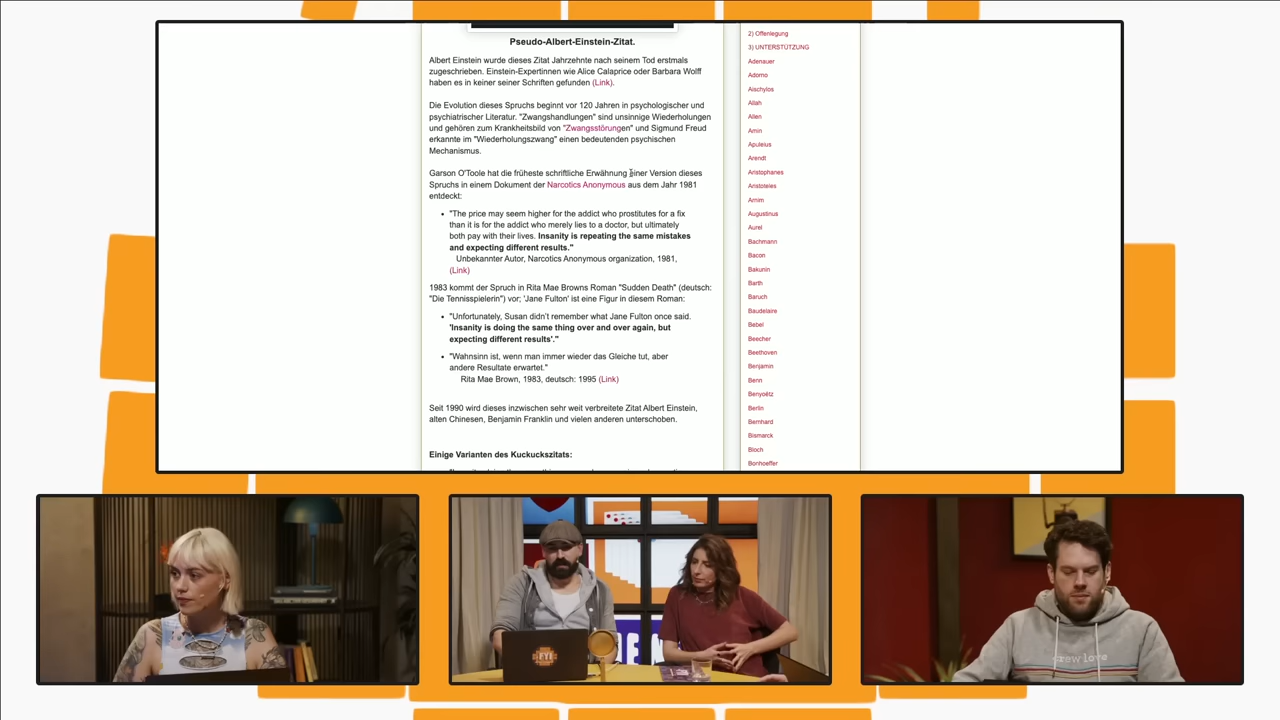 Pseudo-Albert-Einstein-Zitat.
Albert Einstein wurde dieses Zitat Jahrzehnte nach seinem Tod erstmals
zugeschrieben. Einstein-Expertinnen wie Alice Calaprice oder Barbara Wolff
haben es in keiner seiner Schriften gefunden (Link).
Die Evolution dieses Spruchs beginnt vor 120 Jahren in psychologischer und
psychiatrischer Literatur. "Zwangshandlungen" sind unsinnige Wiederholungen
und gehören zum Krankheitsbild von "Zwangsstörungen" und Sigmund Freud
erkannte im "Wiederholungszwang" einen bedeutenden psychischen
Mechanismus.
Garson O'Toole hat die früheste schriftliche Erwähnung einer Version dieses
Spruchs in einem Dokument der Narcotics Anonymous aus dem Jahr 1981
entdeckt:
• "The price may seem higher for the addict who prostitutes for a fix
than it is for the addict who merely lies to a doctor, but ultimately
both pay with their lives. Insanity is repeating the same mistakes
and expecting different results."
Unbekannter Autor, Narcotics Anonymous organization, 1981,
(Link)
1983 kommt der Spruch in Rita Mae Browns Roman "Sudden Death" (deutsch:
"Die Tennisspielerin") vor; 'Jane Fulton' ist eine Figur in diesem Roman:
• "Unfortunately, Susan didn't remember what Jane Fulton once said.
'Insanity is doing the same thing over and over again, but
expecting different results'."
• "Wahnsinn ist, wenn man immer wieder das Gleiche tut, aber
andere Resultate erwartet."
Rita Mae Brown, 1983, deutsch: 1995 (Link)
Seit 1990 wird dieses inzwischen sehr weit verbreitete Zitat Albert Einstein,
alten Chinesen, Benjamin Franklin und vielen anderen unterschoben.
Einige Varianten des Kuckuckszitats:
2) Offenlegung
3) UNTERSTÜTZUNG
Adenauer
Adorno
Aischylos
Allah
Allen
Amin
Apuleius
Arendt
Aristophanes
Aristoteles
Arnim
Augustinus
Aurel
Bachmann
Bacon
Bakunin
Barth
Baruch
Baudelaire
Bebel
Beecher
Beethoven
Benjamin
Benn
Benyoëtz
Berlin
Bernhard
Bismarck
Bloch
Bonhoeffer
FYI
crew love